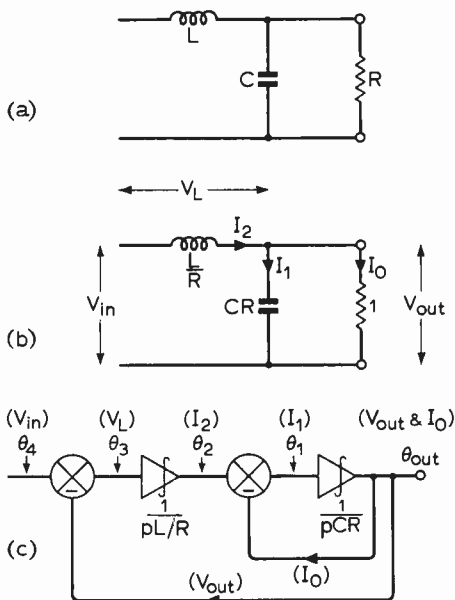 L
C
R
(a)
V_L
I_2
L/R
I_1
I_0
V_in
CR
1
V_out
(b)
(V_in) (V_L) (I_2) (I_1) (V_out & I_0)
θ_4 θ_3 θ_2 θ_1 θ_out
− ∫ − ∫
1/pL/R 1/pCR
(c)
(I_0)
(V_out)